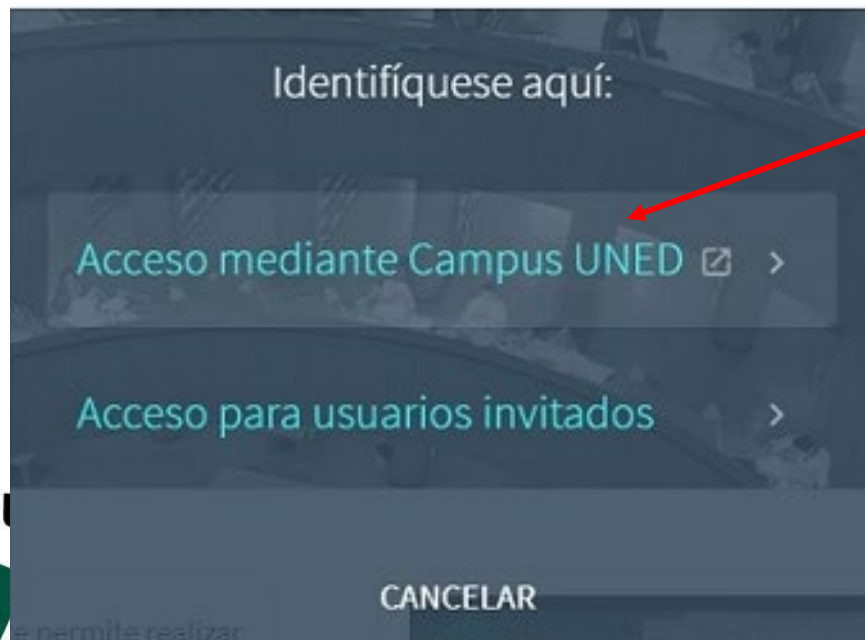 Identifíquese aquí:
Acceso mediante Campus UNED
Acceso para usuarios invitados
CANCELAR
e permite realizar